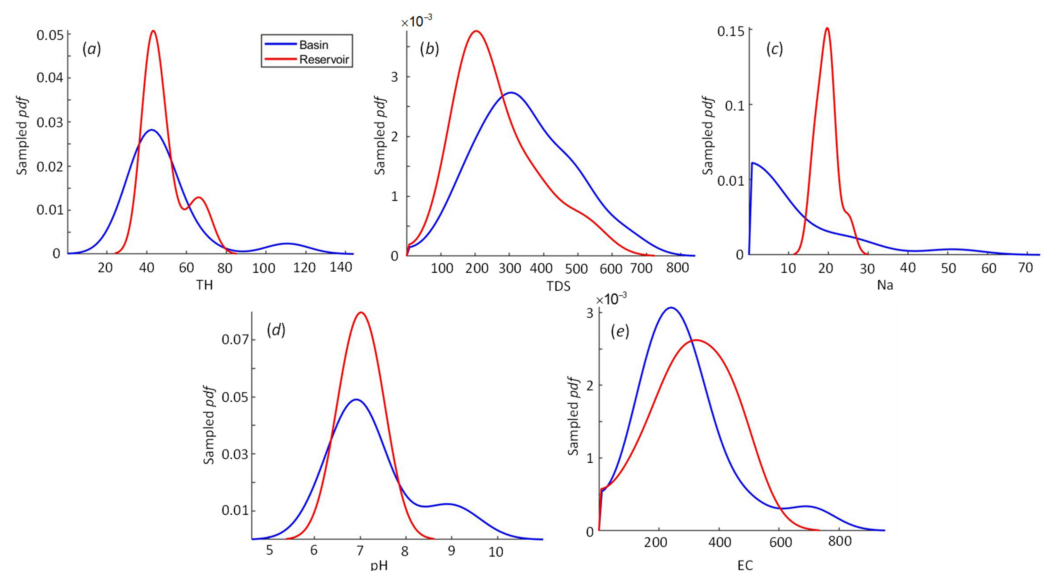 (a)
Basin
Reservoir
0.05
0.04
0.03
0.02
0.01
0
20 40 60 80 100 120 140
TH
Sampled pdf
×10⁻³
(b)
3
2
1
0
100 200 300 400 500 600 700 800
TDS
Sampled pdf
(c)
0.15
0.1
0.01
0
10 20 30 40 50 60 70
Na
Sampled pdf
(d)
0.07
0.05
0.03
0.01
5 6 7 8 9 10
pH
Sampled pdf
×10⁻³
(e)
3
2
1
0
200 400 600 800
EC
Sampled pdf